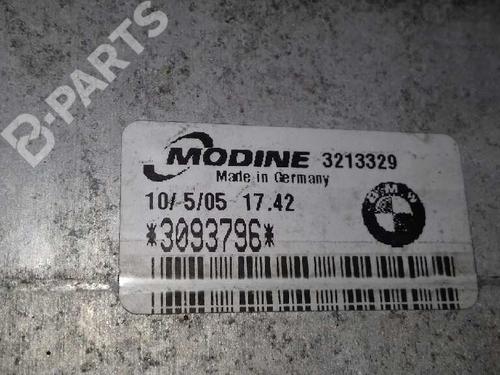 B-PARTS
MODINE 3213329
Made in Germany
10/ 5/05 17.42
BMW
*3093796*